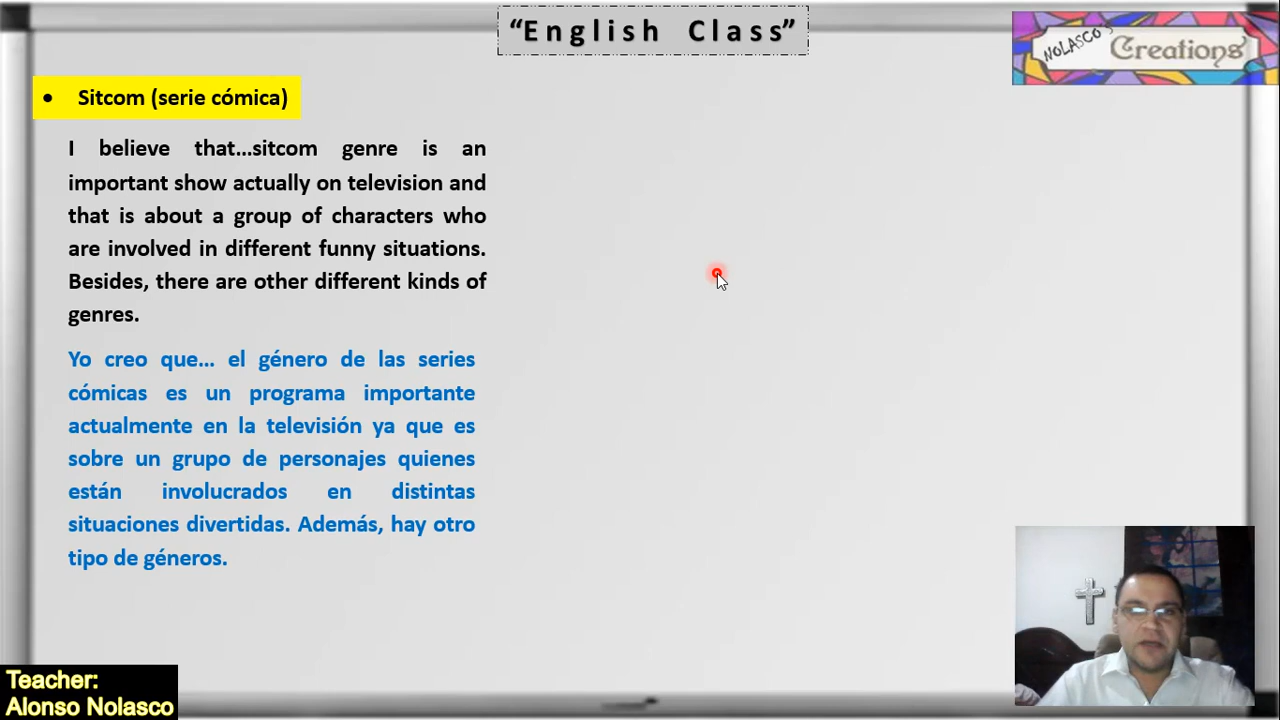 “English Class”
NOLASCO'S
Creations
• Sitcom (serie cómica)
I believe that...sitcom genre is an
important show actually on television and
that is about a group of characters who
are involved in different funny situations.
Besides, there are other different kinds of
genres.
Yo creo que... el género de las series
cómicas es un programa importante
actualmente en la televisión ya que es
sobre un grupo de personajes quienes
están involucrados en distintas
situaciones divertidas. Además, hay otro
tipo de géneros.
Teacher:
Alonso Nolasco